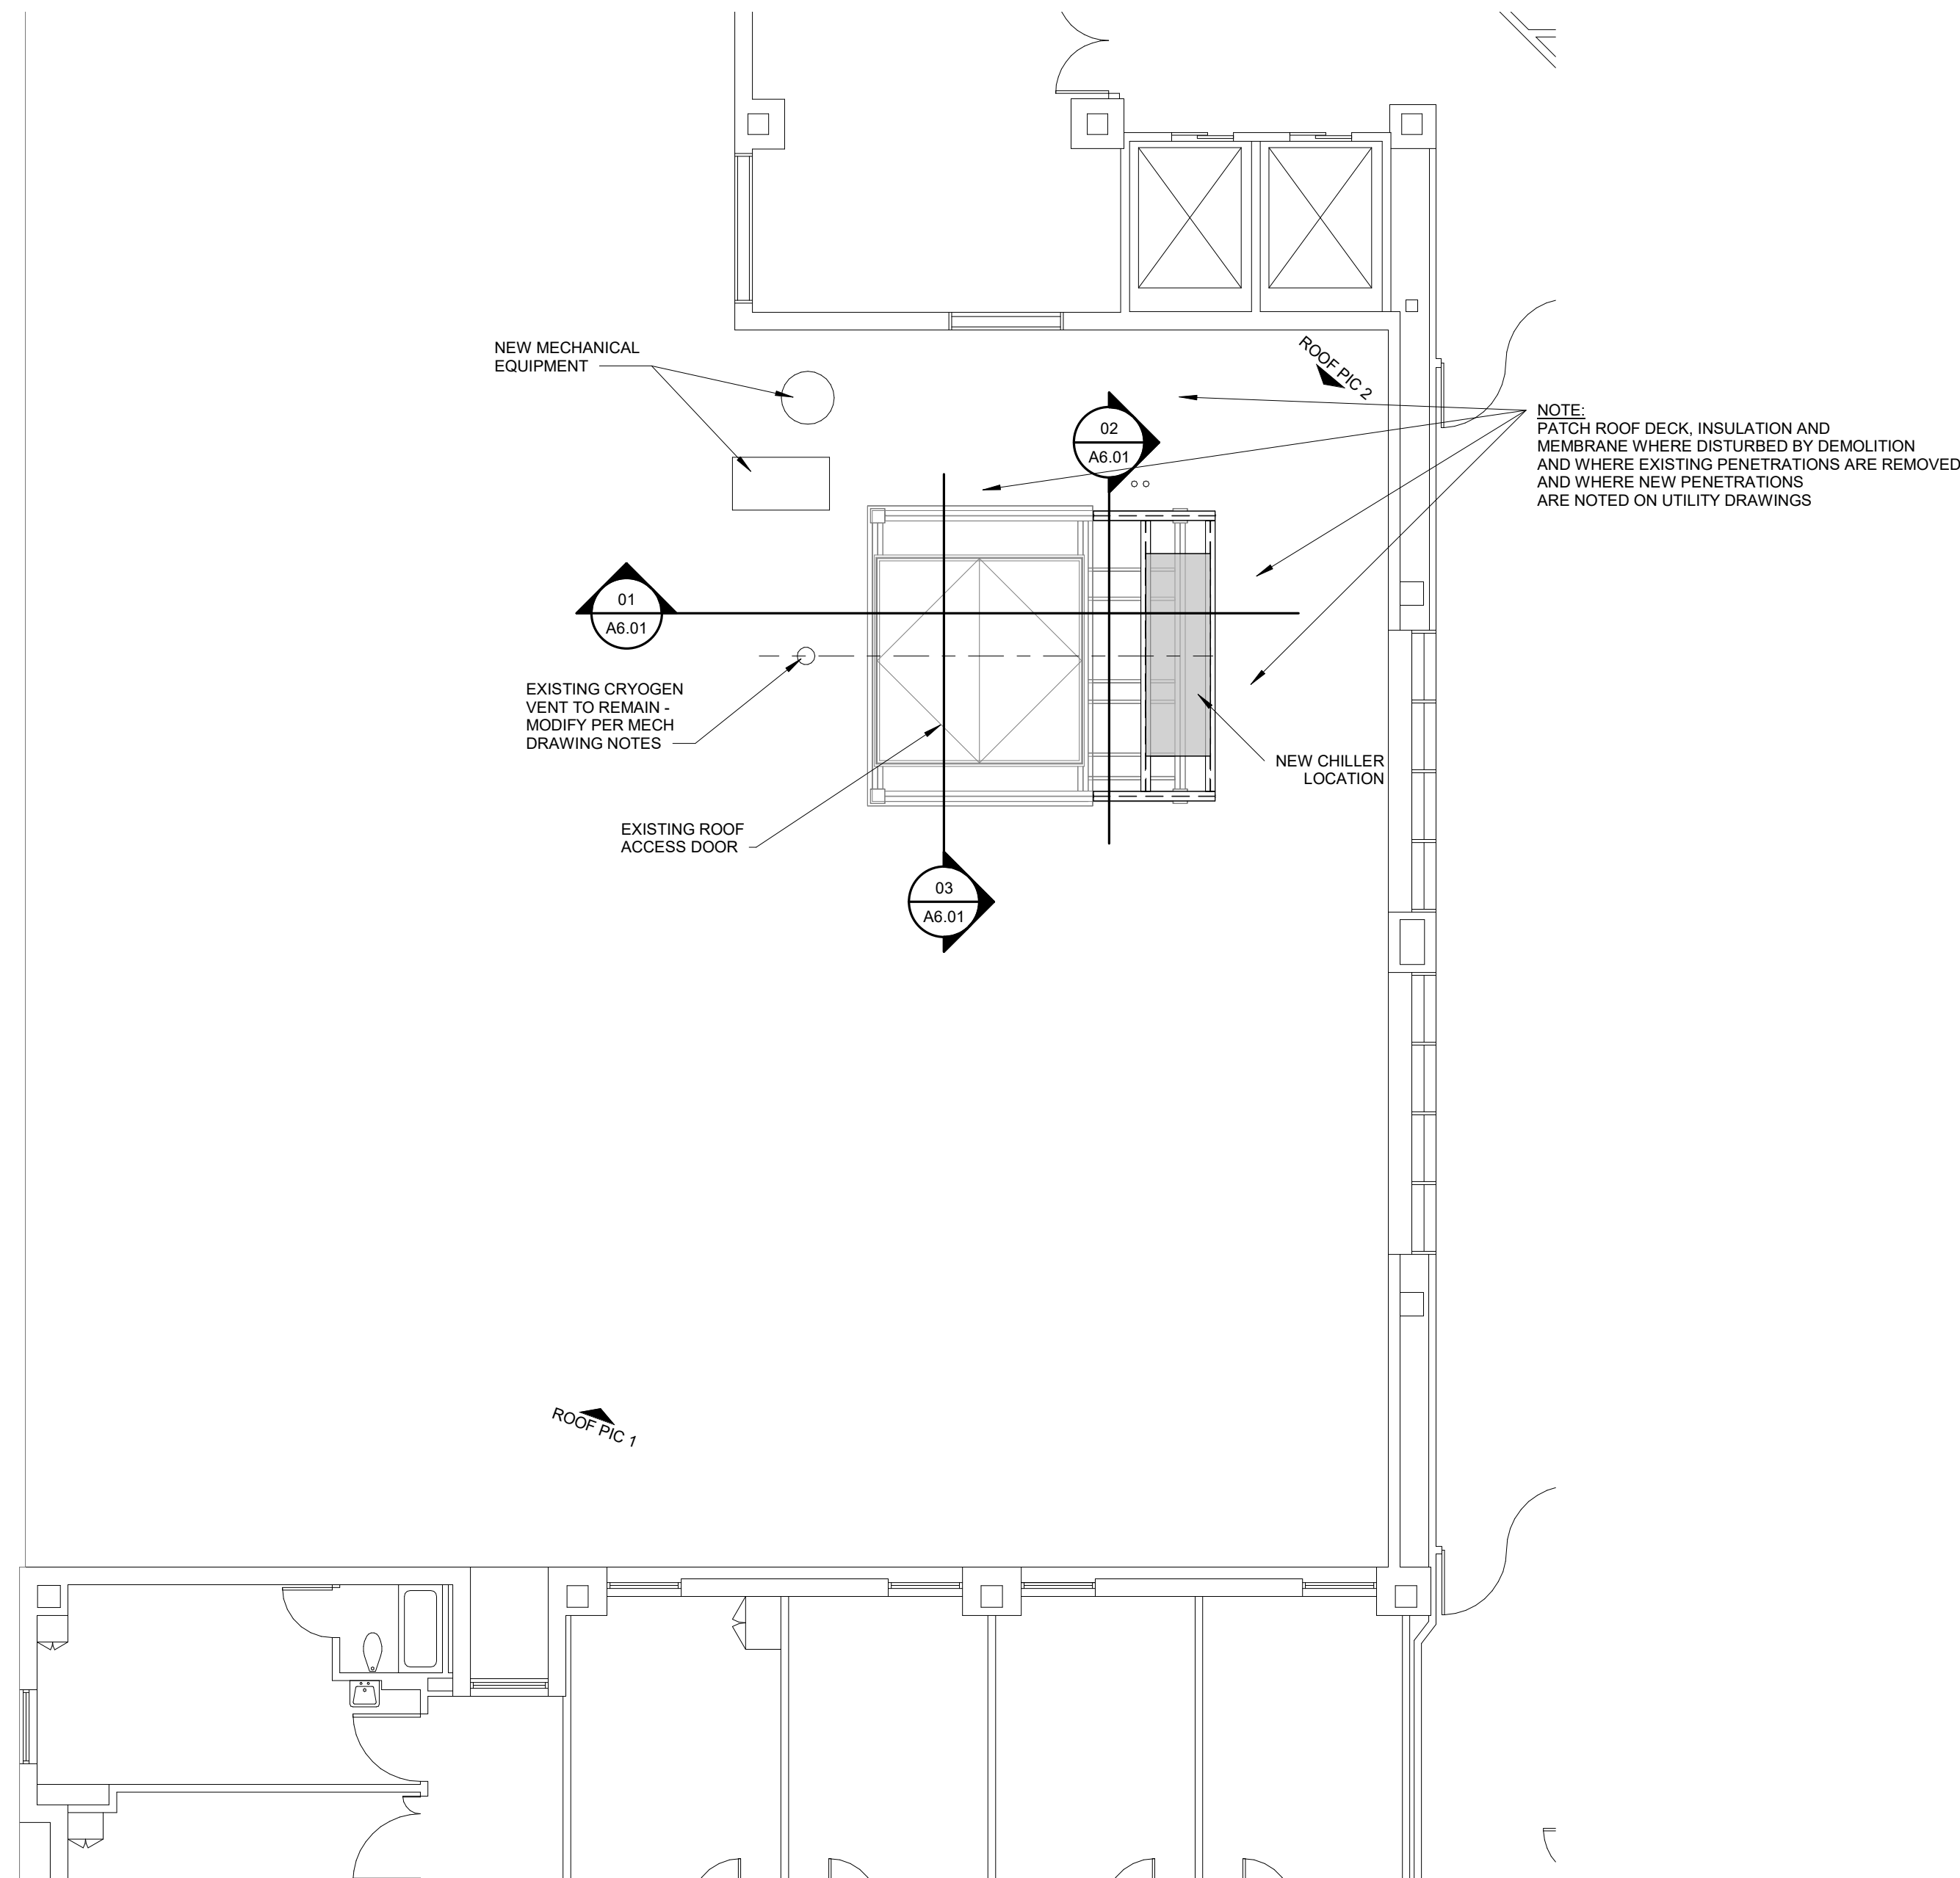 NEW MECHANICAL
EQUIPMENT
ROOF PIC 2
NOTE:
PATCH ROOF DECK, INSULATION AND
MEMBRANE WHERE DISTURBED BY DEMOLITION
AND WHERE EXISTING PENETRATIONS ARE REMOVED
AND WHERE NEW PENETRATIONS
ARE NOTED ON UTILITY DRAWINGS
02
A6.01
01
A6.01
EXISTING CRYOGEN
VENT TO REMAIN -
MODIFY PER MECH
DRAWING NOTES
NEW CHILLER
LOCATION
EXISTING ROOF
ACCESS DOOR
03
A6.01
ROOF PIC 1